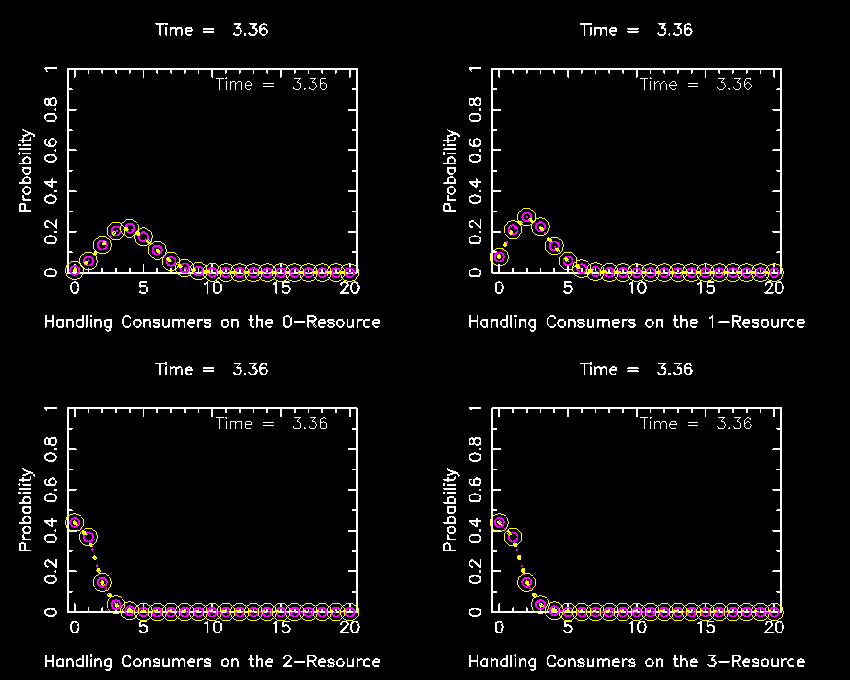 Time =  3.36
Time =  3.36
1
Time =  3.36
0.8
0.6
Probability
0.4
0.2
0
0 5 10 15 20
Handling Consumers on the 0-Resource
1
Time =  3.36
0.8
0.6
Probability
0.4
0.2
0
0 5 10 15 20
Handling Consumers on the 1-Resource
Time =  3.36
Time =  3.36
1
Time =  3.36
0.8
0.6
Probability
0.4
0.2
0
0 5 10 15 20
Handling Consumers on the 2-Resource
1
Time =  3.36
0.8
0.6
Probability
0.4
0.2
0
0 5 10 15 20
Handling Consumers on the 3-Resource